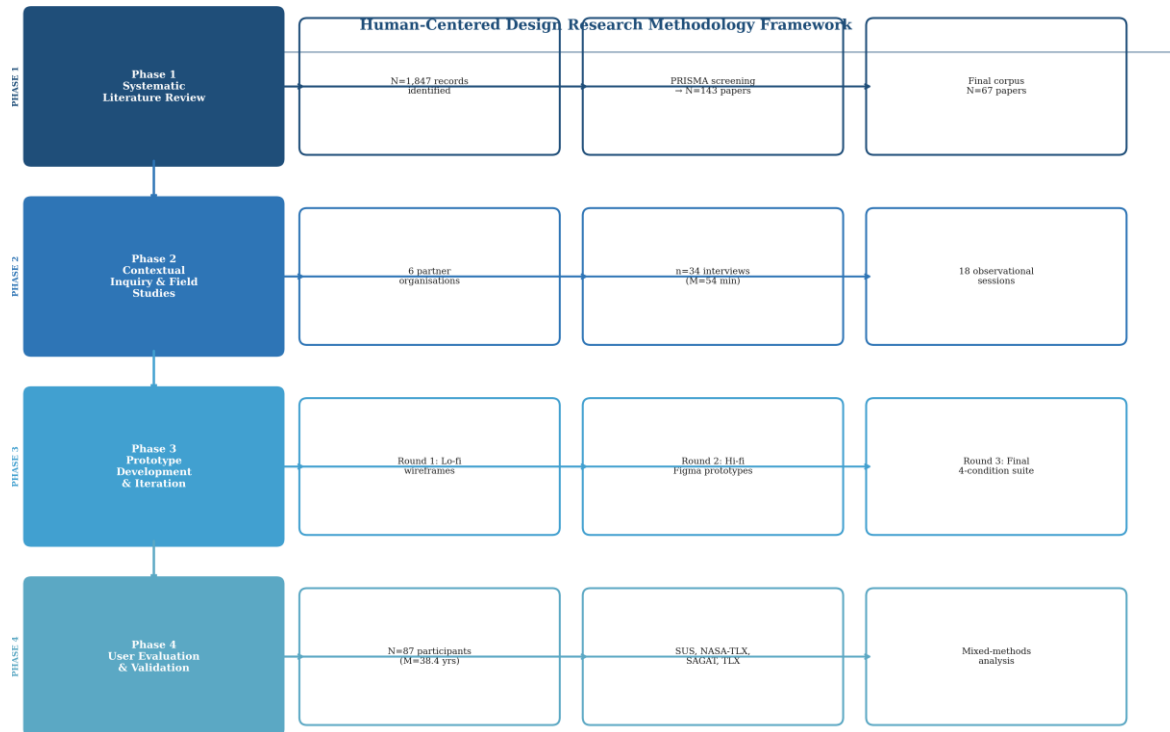 Human-Centered Design Research Methodology Framework
PHASE 1
Phase 1
Systematic
Literature Review
N=1,847 records
identified
PRISMA screening
→ N=143 papers
Final corpus
N=67 papers
PHASE 2
Phase 2
Contextual
Inquiry & Field
Studies
6 partner
organisations
n=34 interviews
(M=54 min)
18 observational
sessions
PHASE 3
Phase 3
Prototype
Development
& Iteration
Round 1: Lo-fi
wireframes
Round 2: Hi-fi
Figma prototypes
Round 3: Final
4-condition suite
PHASE 4
Phase 4
User Evaluation
& Validation
N=87 participants
(M=38.4 yrs)
SUS, NASA-TLX,
SAGAT, TLX
Mixed-methods
analysis